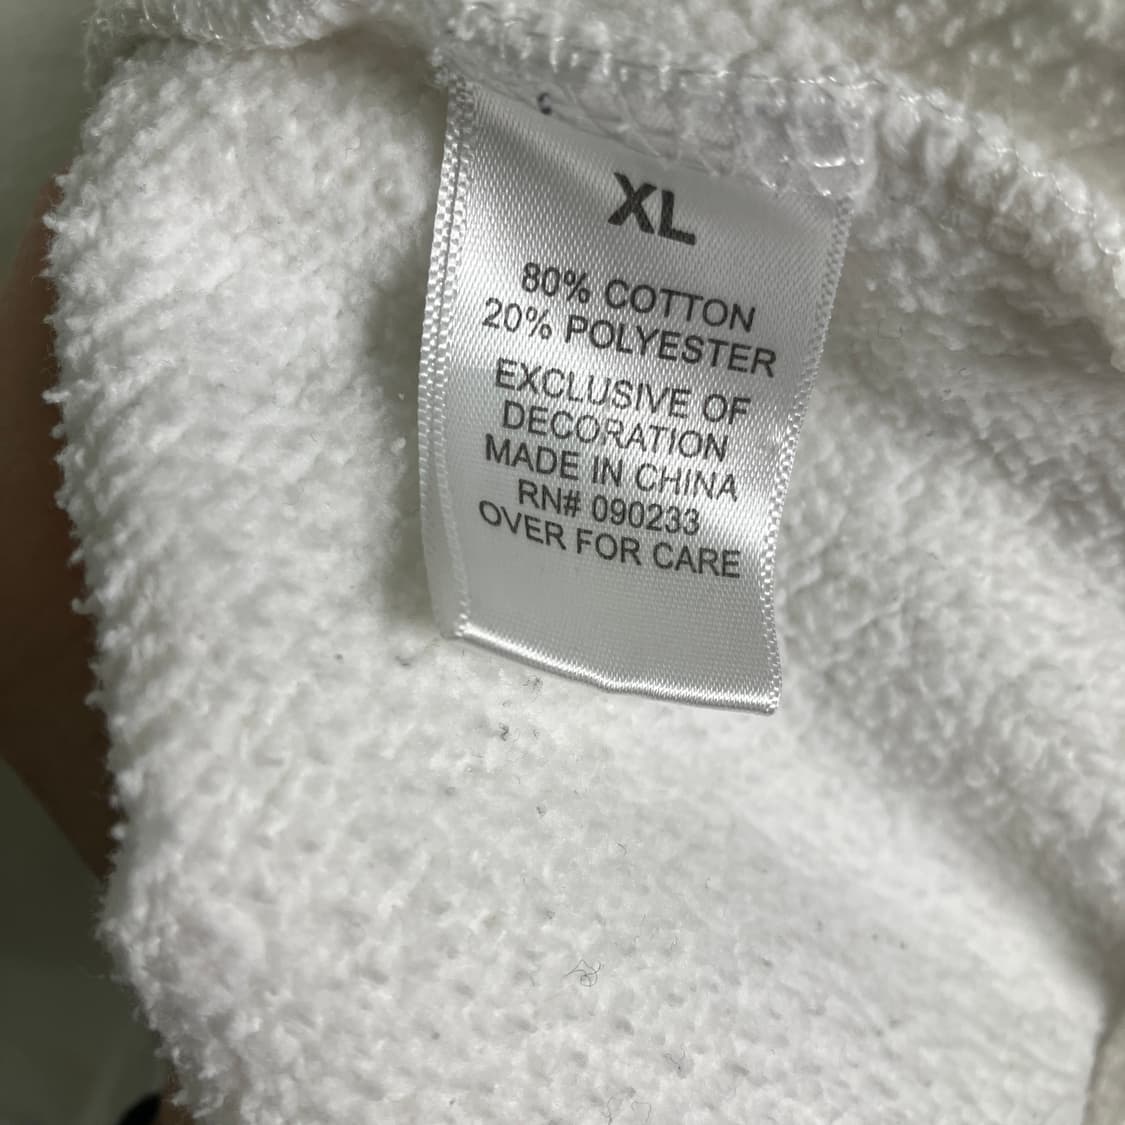 XL
80% COTTON
20% POLYESTER
EXCLUSIVE OF
DECORATION
MADE IN CHINA
RN# 090233
OVER FOR CARE